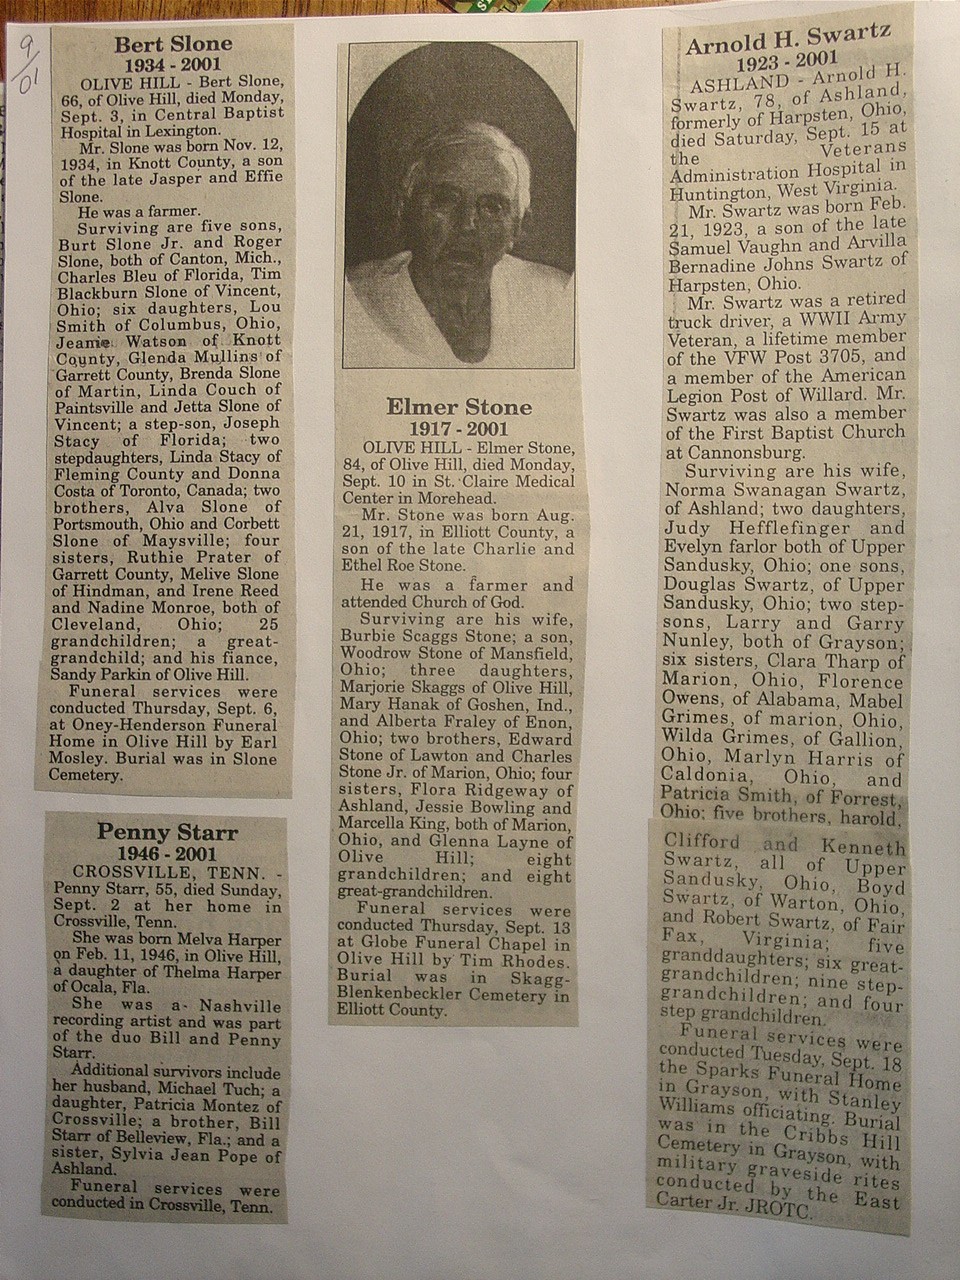 9/01
Bert Slone
1934 - 2001
OLIVE HILL - Bert Slone,
66, of Olive Hill, died Monday,
Sept. 3, in Central Baptist
Hospital in Lexington.
Mr. Slone was born Nov. 12,
1934, in Knott County, a son
of the late Jasper and Effie
Slone.
He was a farmer.
Surviving are five sons,
Burt Slone Jr. and Roger
Slone, both of Canton, Mich.,
Charles Bleu of Florida, Tim
Blackburn Slone of Vincent,
Ohio; six daughters, Lou
Smith of Columbus, Ohio,
Jeanie Watson of Knott
County, Glenda Mullins of
Garrett County, Brenda Slone
of Martin, Linda Couch of
Paintsville and Jetta Slone of
Vincent; a step-son, Joseph
Stacy of Florida; two
stepdaughters, Linda Stacy of
Fleming County and Donna
Costa of Toronto, Canada; two
brothers, Alva Slone of
Portsmouth, Ohio and Corbett
Slone of Maysville; four
sisters, Ruthie Prater of
Garrett County, Melive Slone
of Hindman, and Irene Reed
and Nadine Monroe, both of
Cleveland, Ohio; 25
grandchildren; a great-
grandchild; and his fiance,
Sandy Parkin of Olive Hill.
Funeral services were
conducted Thursday, Sept. 6,
at Oney-Henderson Funeral
Home in Olive Hill by Earl
Mosley. Burial was in Slone
Cemetery.
Penny Starr
1946 - 2001
CROSSVILLE, TENN. -
Penny Starr, 55, died Sunday,
Sept. 2 at her home in
Crossville, Tenn.
She was born Melva Harper
on Feb. 11, 1946, in Olive Hill,
a daughter of Thelma Harper
of Ocala, Fla.
She was a Nashville
recording artist and was part
of the duo Bill and Penny
Starr.
Additional survivors include
her husband, Michael Tuch; a
daughter, Patricia Montez of
Crossville; a brother, Bill
Starr of Belleview, Fla.; and a
sister, Sylvia Jean Pope of
Ashland.
Funeral services were
conducted in Crossville, Tenn.
Elmer Stone
1917 - 2001
OLIVE HILL - Elmer Stone,
84, of Olive Hill, died Monday,
Sept. 10 in St. Claire Medical
Center in Morehead.
Mr. Stone was born Aug.
21, 1917, in Elliott County, a
son of the late Charlie and
Ethel Roe Stone.
He was a farmer and
attended Church of God.
Surviving are his wife,
Burbie Scaggs Stone; a son,
Woodrow Stone of Mansfield,
Ohio; three daughters,
Marjorie Skaggs of Olive Hill,
Mary Hanak of Goshen, Ind.,
and Alberta Fraley of Enon,
Ohio; two brothers, Edward
Stone of Lawton and Charles
Stone Jr. of Marion, Ohio; four
sisters, Flora Ridgeway of
Ashland, Jessie Bowling and
Marcella King, both of Marion,
Ohio, and Glenna Layne of
Olive Hill; eight
grandchildren; and eight
great-grandchildren.
Funeral services were
conducted Thursday, Sept. 13
at Globe Funeral Chapel in
Olive Hill by Tim Rhodes.
Burial was in Skagg-
Blenkenbeckler Cemetery in
Elliott County.
Arnold H. Swartz
1923 - 2001
ASHLAND - Arnold H.
Swartz, 78, of Ashland,
formerly of Harpsten, Ohio,
died Saturday, Sept. 15 at
the Veterans
Administration Hospital in
Huntington, West Virginia.
Mr. Swartz was born Feb.
21, 1923, a son of the late
Samuel Vaughn and Arvilla
Bernadine Johns Swartz of
Harpsten, Ohio.
Mr. Swartz was a retired
truck driver, a WWII Army
Veteran, a lifetime member
of the VFW Post 3705, and
a member of the American
Legion Post of Willard. Mr.
Swartz was also a member
of the First Baptist Church
at Cannonsburg.
Surviving are his wife,
Norma Swanagan Swartz,
of Ashland; two daughters,
Judy Hefflefinger and
Evelyn farlor both of Upper
Sandusky, Ohio; one sons,
Douglas Swartz, of Upper
Sandusky, Ohio; two step-
sons, Larry and Garry
Nunley, both of Grayson;
six sisters, Clara Tharp of
Marion, Ohio, Florence
Owens, of Alabama, Mabel
Grimes, of marion, Ohio,
Wilda Grimes, of Gallion,
Ohio, Marlyn Harris of
Caldonia, Ohio, and
Patricia Smith, of Forrest,
Ohio; five brothers, harold,
Clifford and Kenneth
Swartz, all of Upper
Sandusky, Ohio, Boyd
Swartz, of Warton, Ohio,
and Robert Swartz, of Fair
Fax, Virginia; five
granddaughters; six great-
grandchildren; nine step-
grandchildren; and four
step grandchildren.
Funeral services were
conducted Tuesday, Sept. 18
the Sparks Funeral Home
in Grayson, with Stanley
Williams officiating. Burial
was in the Cribbs Hill
Cemetery in Grayson, with
military graveside rites
conducted by the East
Carter Jr. JROTC.